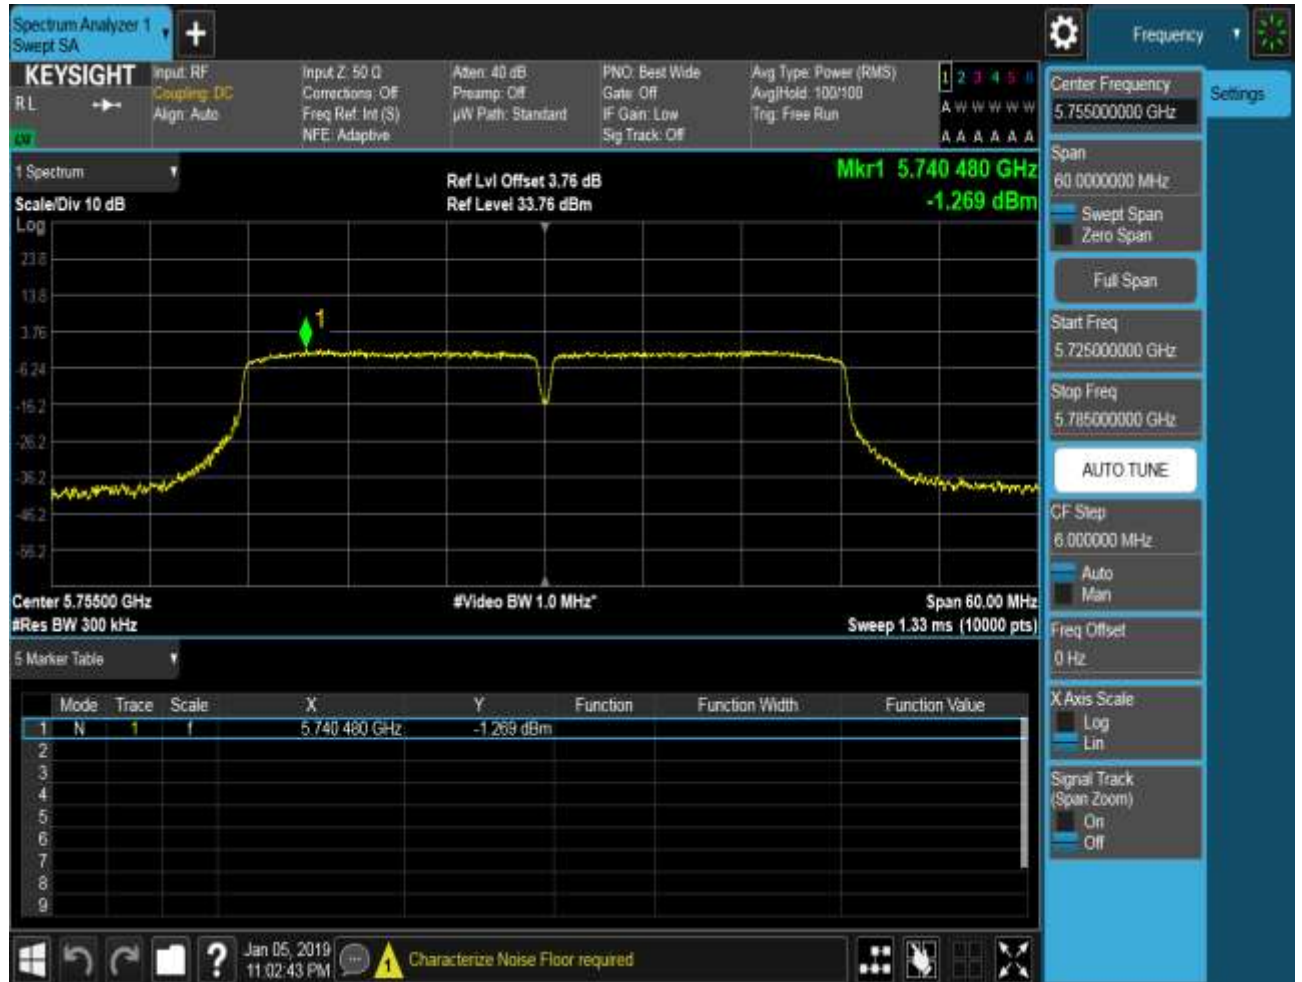 Spectrum Analyzer 1
Swept SA
Frequency
KEYSIGHT
R L
Input: RF
Coupling: DC
Align: Auto
Input Z: 50 Ω
Corrections: Off
Freq Ref: Int (S)
NFE: Adaptive
Atten: 40 dB
Preamp: Off
µW Path: Standard
PNO: Best Wide
Gate: Off
IF Gain: Low
Sig Track: Off
Avg Type: Power (RMS)
Avg|Hold: 100/100
Trig: Free Run
1 2 3 4 5 6
A W W W W W
A A A A A A
1 Spectrum
Scale/Div 10 dB
Ref Lvl Offset 3.76 dB
Ref Level 33.76 dBm
Mkr1 5.740 480 GHz
-1.269 dBm
Log
23.8
13.8
3.76
-6.24
-16.2
-26.2
-36.2
-46.2
-56.2
1
Center 5.75500 GHz
#Video BW 1.0 MHz*
Span 60.00 MHz
#Res BW 300 kHz
Sweep 1.33 ms (10000 pts)
5 Marker Table
Mode Trace Scale X Y Function Function Width Function Value
1 N 1 f 5.740 480 GHz -1.269 dBm
2
3
4
5
6
7
8
9
Jan 05, 2019
11:02:43 PM
?
1
Characterize Noise Floor required
Center Frequency
5.755000000 GHz
Settings
Span
60.0000000 MHz
Swept Span
Zero Span
Full Span
Start Freq
5.725000000 GHz
Stop Freq
5.785000000 GHz
AUTO TUNE
CF Step
6.000000 MHz
Auto
Man
Freq Offset
0 Hz
X Axis Scale
Log
Lin
Signal Track
(Span Zoom)
On
Off